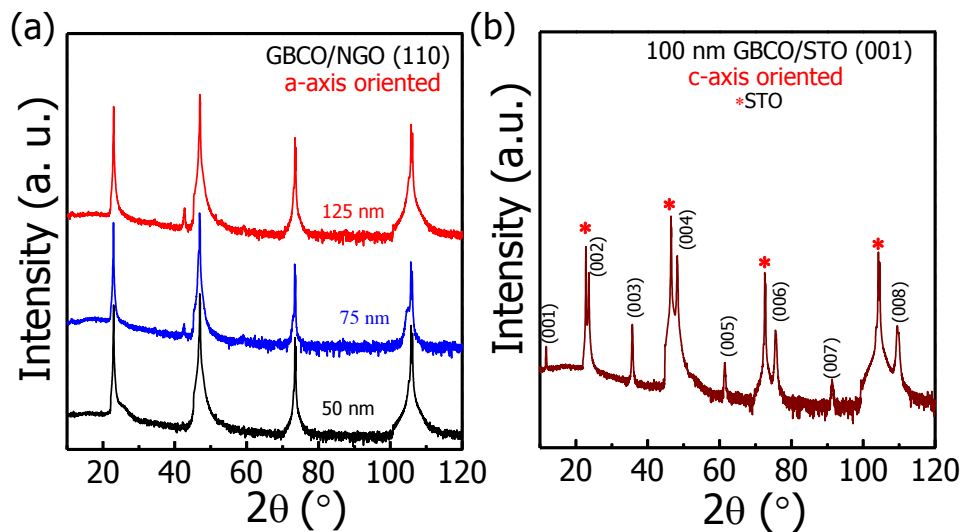 (a)
GBCO/NGO (110)
a-axis oriented
125 nm
75 nm
50 nm
Intensity (a. u.)
20 40 60 80 100 120
2θ (°)
(b)
100 nm GBCO/STO (001)
c-axis oriented
*STO
*
*
*
*
(001)
(002)
(003)
(004)
(005)
(006)
(007)
(008)
Intensity (a.u.)
20 40 60 80 100 120
2θ (°)